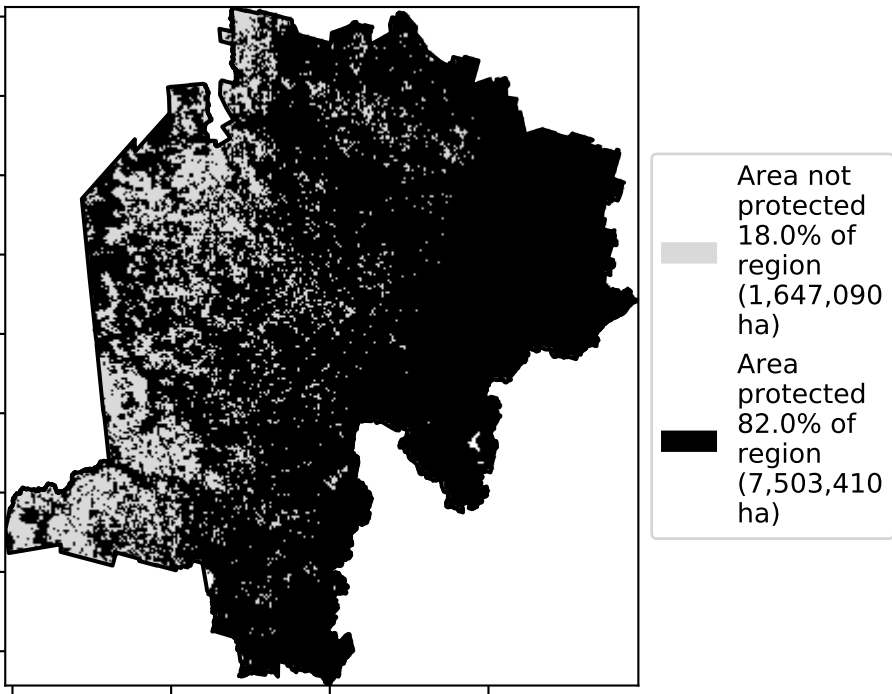 Area not
protected
18.0% of
region
(1,647,090
ha)
Area
protected
82.0% of
region
(7,503,410
ha)